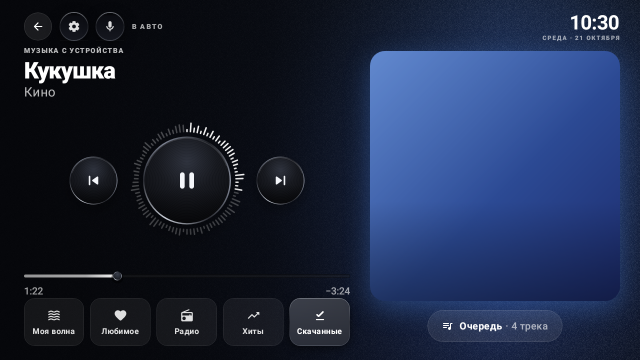 В АВТО
10:30
СРЕДА · 21 ОКТЯБРЯ
МУЗЫКА С УСТРОЙСТВА
Кукушка
Кино
1:22
−3:24
Моя волна
Любимое
Радио
Хиты
Скачанные
Очередь · 4 трека